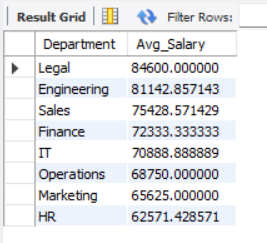 Result Grid Filter Rows:
Department Avg_Salary
Legal 84600.000000
Engineering 81142.857143
Sales 75428.571429
Finance 72333.333333
IT 70888.888889
Operations 68750.000000
Marketing 65625.000000
HR 62571.428571